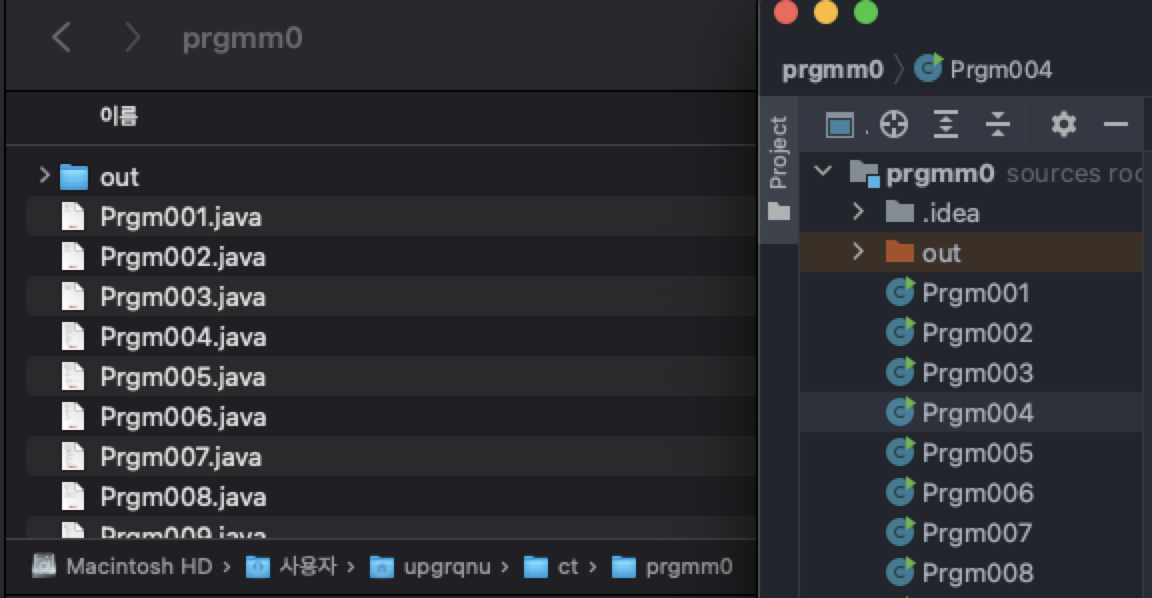 prgmm0
이름
out
Prgm001.java
Prgm002.java
Prgm003.java
Prgm004.java
Prgm005.java
Prgm006.java
Prgm007.java
Prgm008.java
Prgm009.java
Macintosh HD › 사용자 › upgrqnu › ct › prgmm0
prgmm0 〉 Prgm004
Project
prgmm0 sources roo
.idea
out
Prgm001
Prgm002
Prgm003
Prgm004
Prgm005
Prgm006
Prgm007
Prgm008